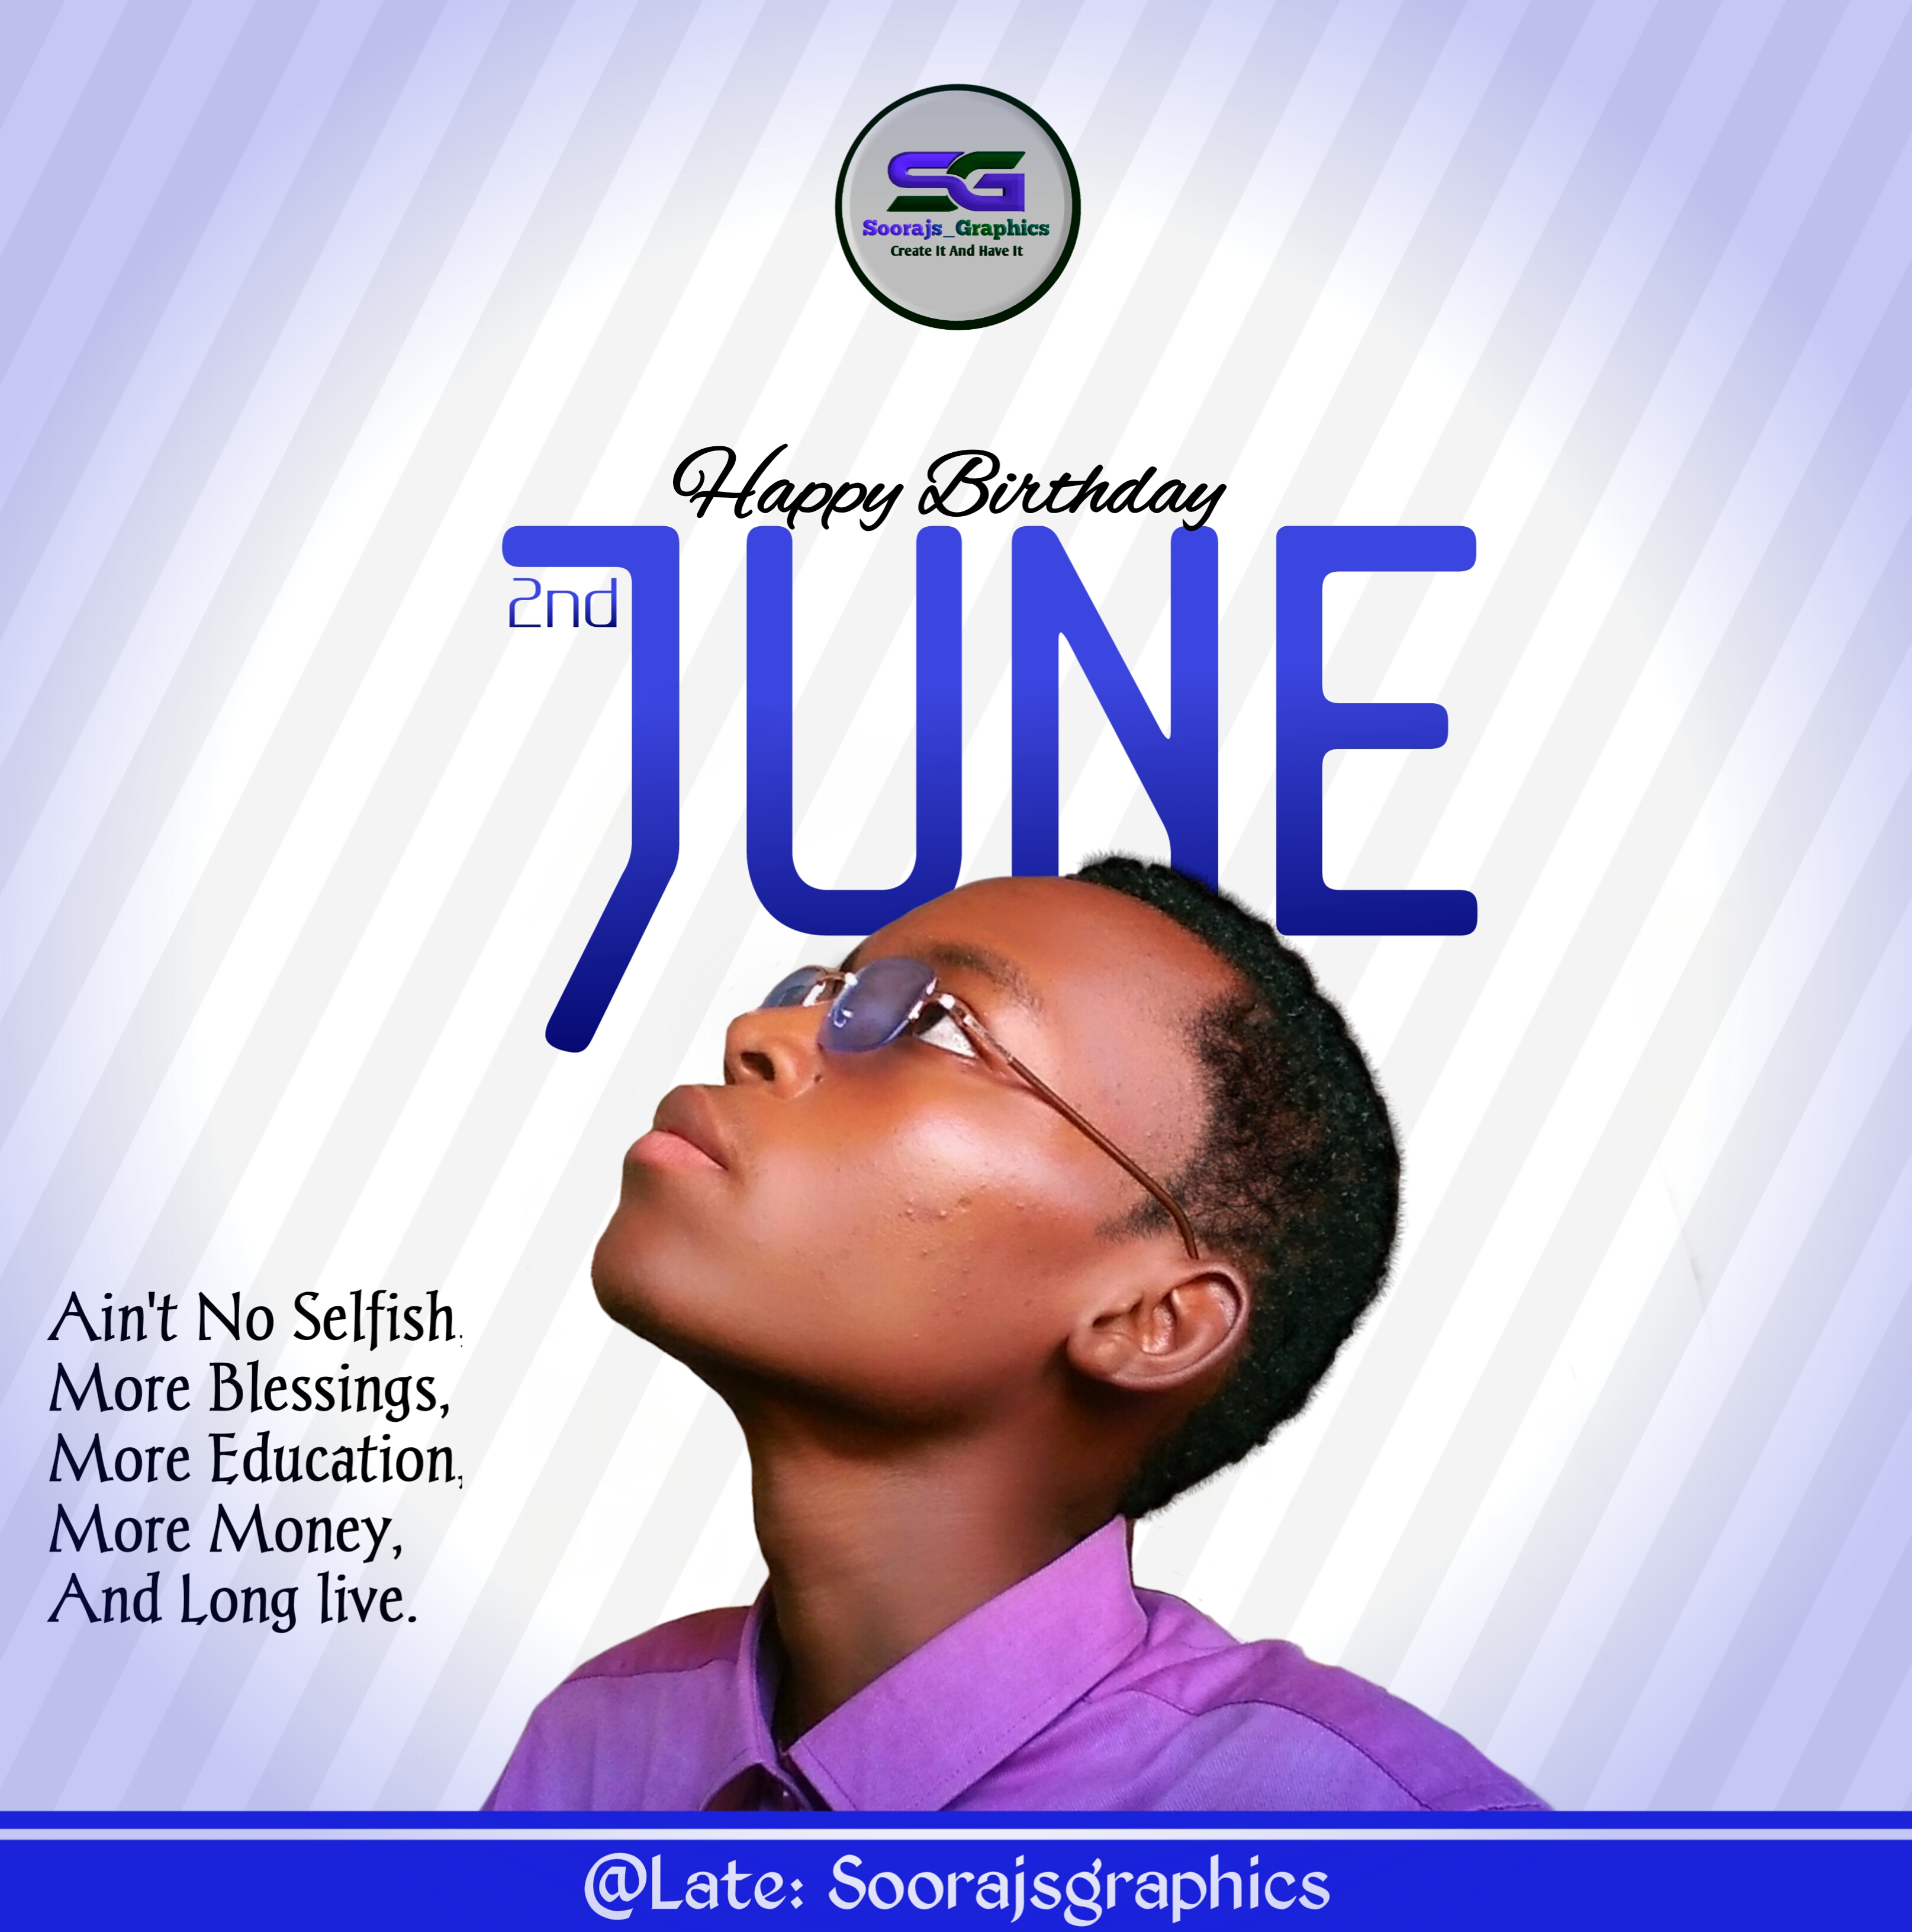 SG
Soorajs_Graphics
Create It And Have It
Happy Birthday
JUNE
2nd
Ain't No Selfish,
More Blessings,
More Education,
More Money,
And Long live.
@Late: Soorajsgraphics